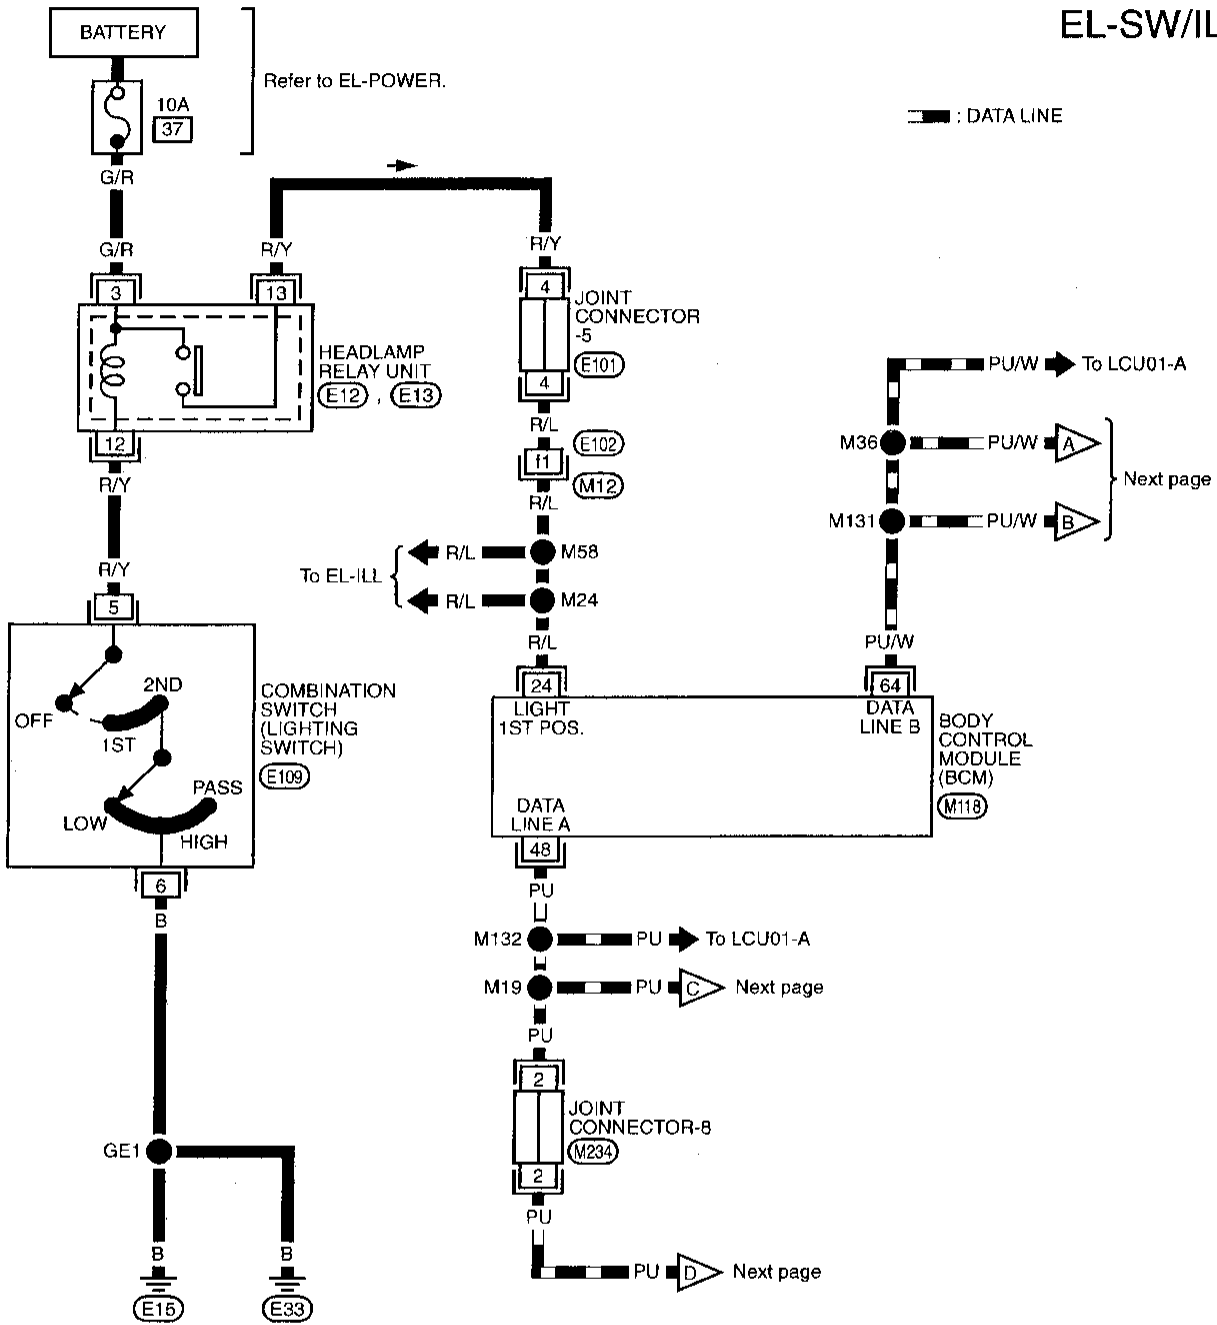 EL-SW/IL
BATTERY
Refer to EL-POWER.
10A
37
: DATA LINE
G/R
G/R
R/Y
R/Y
3
13
4
JOINT
CONNECTOR
-5
E101
4
HEADLAMP
RELAY UNIT
E12 , E13
PU/W
To LCU01-A
R/L
E102
f1
M12
R/L
M36
PU/W
A
Next page
M131
PU/W
B
12
R/Y
R/Y
5
To EL-ILL
R/L
M58
R/L
M24
R/L
PU/W
24
64
LIGHT
1ST POS.
DATA
LINE B
BODY
CONTROL
MODULE
(BCM)
M118
DATA
LINE A
48
2ND
OFF
1ST
COMBINATION
SWITCH
(LIGHTING
SWITCH)
E109
PASS
LOW
HIGH
6
B
PU
M132
PU
To LCU01-A
M19
PU
C
Next page
PU
2
JOINT
CONNECTOR-8
M234
2
PU
PU
D
Next page
GE1
B
B
E15
E33